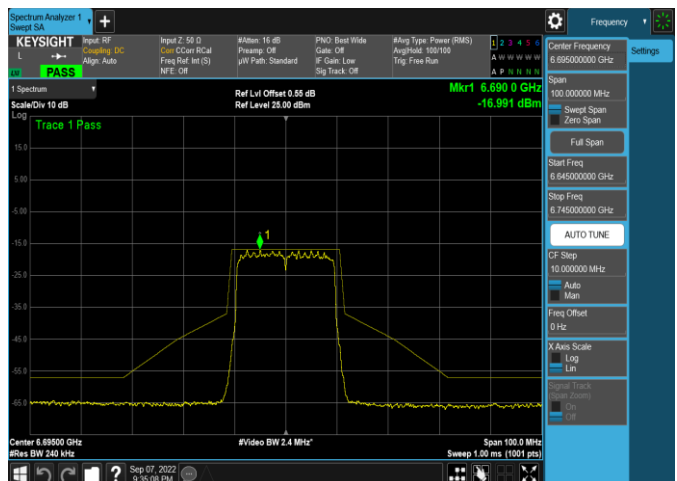 Spectrum Analyzer 1
Swept SA
+
Frequency
KEYSIGHT
L
LXI
PASS
Input: RF
Coupling: DC
Align: Auto
Input Z: 50 Ω
Corr CCorr RCal
Freq Ref: Int (S)
NFE: Off
#Atten: 16 dB
Preamp: Off
µW Path: Standard
PNO: Best Wide
Gate: Off
IF Gain: Low
Sig Track: Off
#Avg Type: Power (RMS)
Avg|Hold: 100/100
Trig: Free Run
1 2 3 4 5 6
A W W W W W
A P N N N N
1 Spectrum
Scale/Div 10 dB
Log
Ref Lvl Offset 0.55 dB
Ref Level 25.00 dBm
Mkr1 6.690 0 GHz
-16.991 dBm
Trace 1 Pass
15.0
5.00
-5.00
-15.0
-25.0
-35.0
-45.0
-55.0
-65.0
1
Center 6.69500 GHz
#Res BW 240 kHz
#Video BW 2.4 MHz*
Span 100.0 MHz
Sweep 1.00 ms (1001 pts)
Sep 07, 2022
9:35:08 PM
Center Frequency
6.695000000 GHz
Settings
Span
100.000000 MHz
Swept Span
Zero Span
Full Span
Start Freq
6.645000000 GHz
Stop Freq
6.745000000 GHz
AUTO TUNE
CF Step
10.000000 MHz
Auto
Man
Freq Offset
0 Hz
X Axis Scale
Log
Lin
Signal Track
(Span Zoom)
On
Off